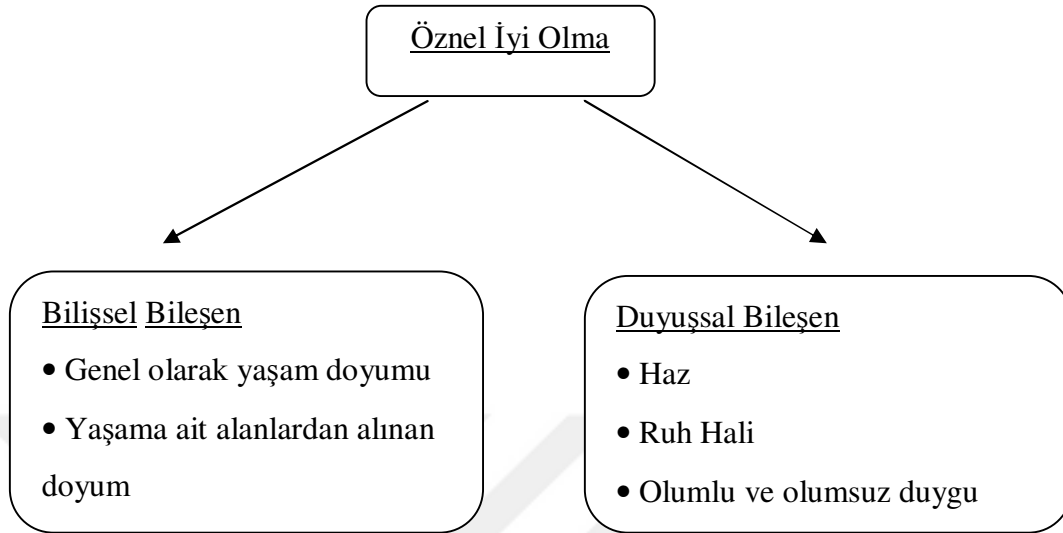 Öznel İyi Olma
Bilişsel Bileşen
• Genel olarak yaşam doyumu
• Yaşama ait alanlardan alınan
doyum
Duyuşsal Bileşen
• Haz
• Ruh Hali
• Olumlu ve olumsuz duygu